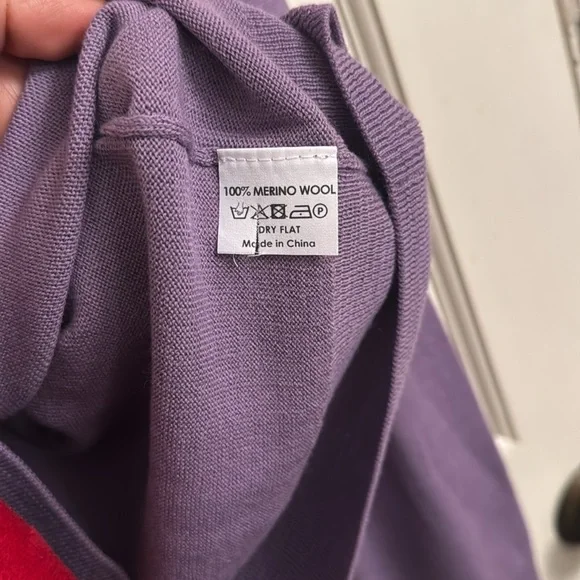 100% MERINO WOOL
P
DRY FLAT
Made in China